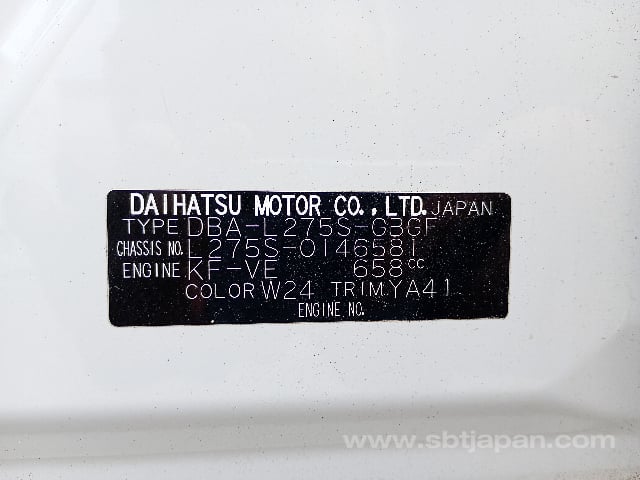 DAIHATSU MOTOR CO., LTD. JAPAN
TYPE DBA-L275S-GBGF
CHASSIS NO. L275S-0146581
ENGINE KF-VE 658cc
COLOR W24 TRIM YA41
ENGINE NO.
www.sbtjapan.com